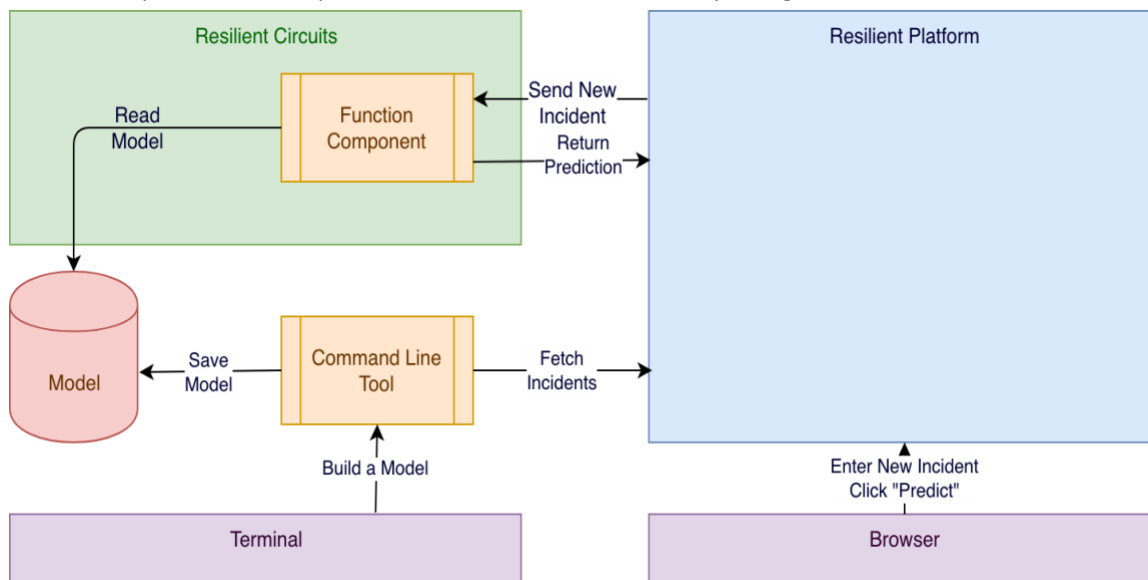 Resilient Circuits
Resilient Platform
Function
Component
Send New
Incident
Return
Prediction
Read
Model
Model
Save
Model
Command Line
Tool
Fetch
Incidents
Build a Model
Enter New Incident
Click "Predict"
Terminal
Browser